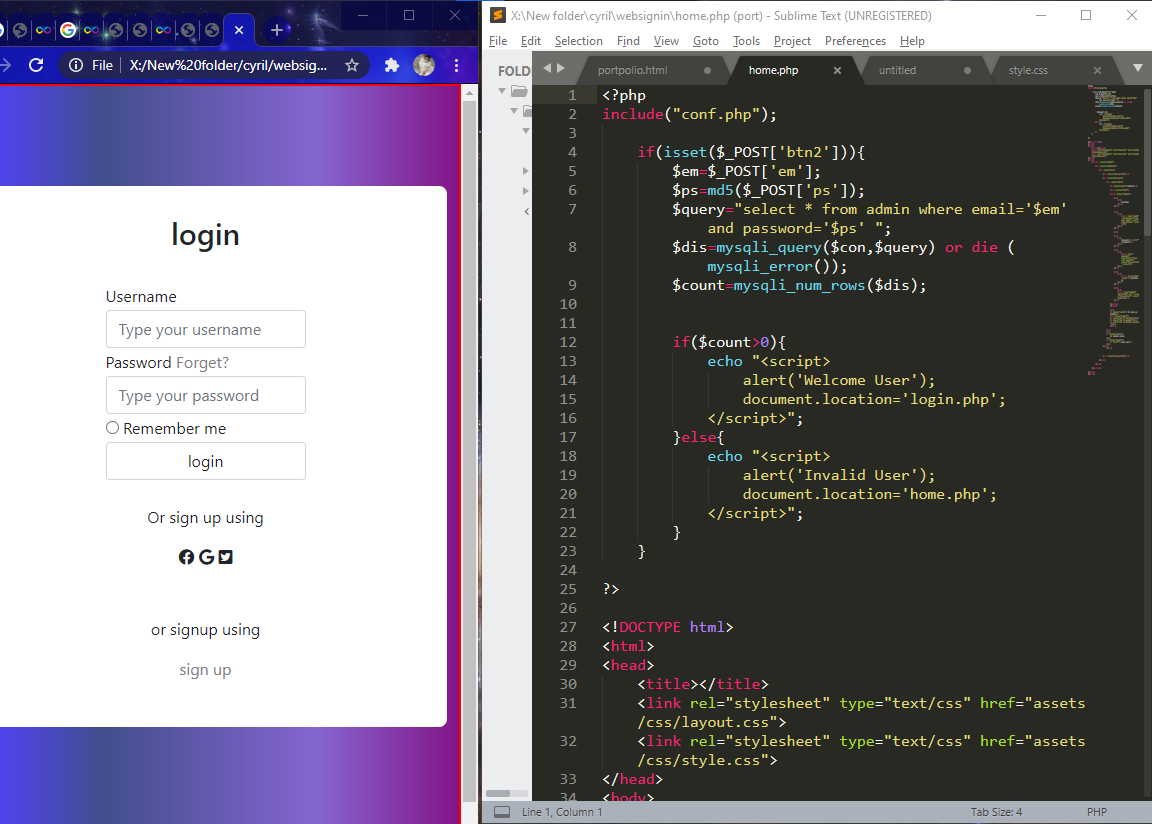 File
X:/New%20folder/cyril/websig...
login
Username
Type your username
Password Forget?
Type your password
Remember me
login
Or sign up using
or signup using
sign up
X:\New folder\cyril\websignin\home.php (port) - Sublime Text (UNREGISTERED)
File Edit Selection Find View Goto Tools Project Preferences Help
FOLD
portpolio.html
home.php
untitled
style.css
1 <?php
2 include("conf.php");
3
4 if(isset($_POST['btn2'])){
5 $em=$_POST['em'];
6 $ps=md5($_POST['ps']);
7 $query="select * from admin where email='$em'
and password='$ps' ";
8 $dis=mysqli_query($con,$query) or die (
mysqli_error());
9 $count=mysqli_num_rows($dis);
10
11
12 if($count>0){
13 echo "<script>
14 alert('Welcome User');
15 document.location='login.php';
16 </script>";
17 }else{
18 echo "<script>
19 alert('Invalid User');
20 document.location='home.php';
21 </script>";
22 }
23 }
24
25 ?>
26
27 <!DOCTYPE html>
28 <html>
29 <head>
30 <title></title>
31 <link rel="stylesheet" type="text/css" href="assets
/css/layout.css">
32 <link rel="stylesheet" type="text/css" href="assets
/css/style.css">
33 </head>
34 <body>
Line 1, Column 1
Tab Size: 4
PHP